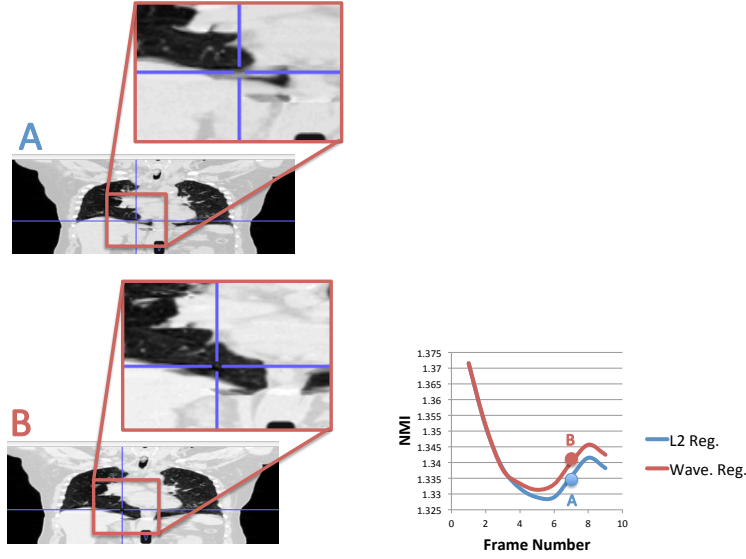 A
B
1.375
1.37
1.365
1.36
1.355
1.35
1.345
1.34
1.335
1.33
1.325
NMI
B
A
L2 Reg.
Wave. Reg.
0 2 4 6 8 10
Frame Number